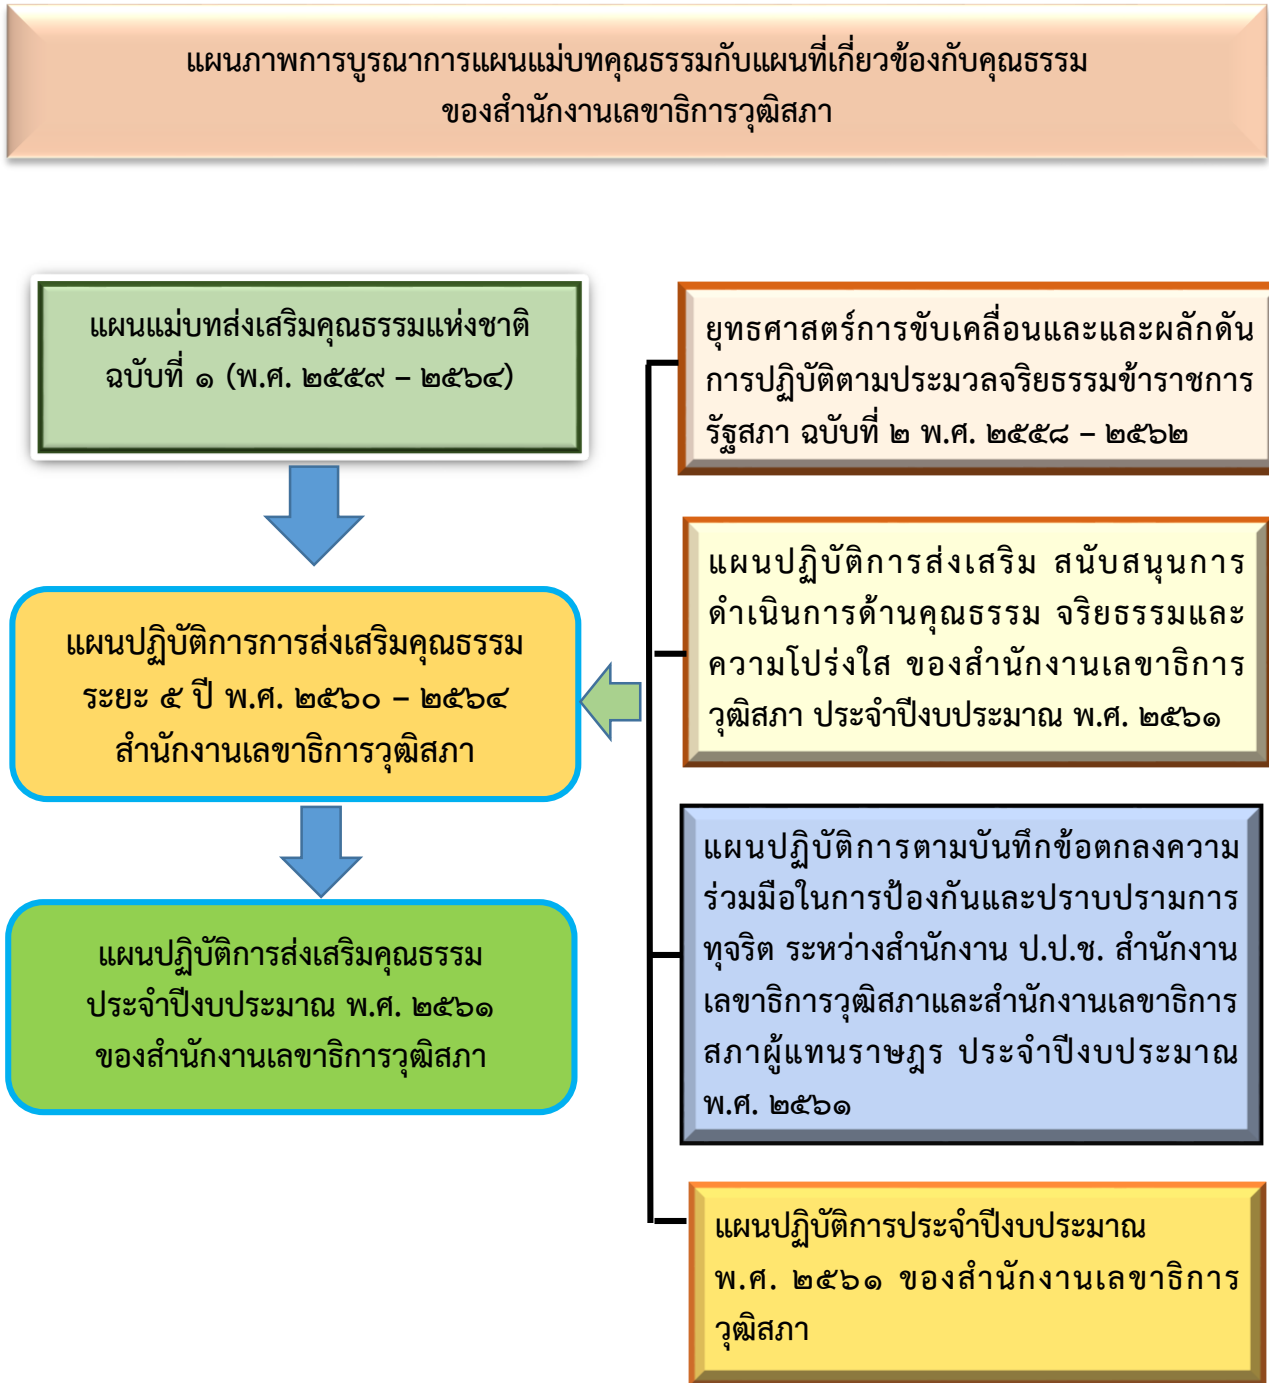 แผนภาพการบูรณาการแผนแม่บทคุณธรรมกับแผนที่เกี่ยวข้องกับคุณธรรม
ของสำนักงานเลขาธิการวุฒิสภา
แผนแม่บทส่งเสริมคุณธรรมแห่งชาติ
ฉบับที่ ๑ (พ.ศ. ๒๕๕๙ – ๒๕๖๔)
แผนปฏิบัติการการส่งเสริมคุณธรรม
ระยะ ๕ ปี พ.ศ. ๒๕๖๐ – ๒๕๖๔
สำนักงานเลขาธิการวุฒิสภา
แผนปฏิบัติการส่งเสริมคุณธรรม
ประจำปีงบประมาณ พ.ศ. ๒๕๖๑
ของสำนักงานเลขาธิการวุฒิสภา
ยุทธศาสตร์การขับเคลื่อนและและผลักดัน
การปฏิบัติตามประมวลจริยธรรมข้าราชการ
รัฐสภา ฉบับที่ ๒ พ.ศ. ๒๕๕๘ – ๒๕๖๒
แผนปฏิบัติการส่งเสริม สนับสนุนการ
ดำเนินการด้านคุณธรรม จริยธรรมและ
ความโปร่งใส ของสำนักงานเลขาธิการ
วุฒิสภา ประจำปีงบประมาณ พ.ศ. ๒๕๖๑
แผนปฏิบัติการตามบันทึกข้อตกลงความ
ร่วมมือในการป้องกันและปราบปรามการ
ทุจริต ระหว่างสำนักงาน ป.ป.ช. สำนักงาน
เลขาธิการวุฒิสภาและสำนักงานเลขาธิการ
สภาผู้แทนราษฎร ประจำปีงบประมาณ
พ.ศ. ๒๕๖๑
แผนปฏิบัติการประจำปีงบประมาณ
พ.ศ. ๒๕๖๑ ของสำนักงานเลขาธิการ
วุฒิสภา